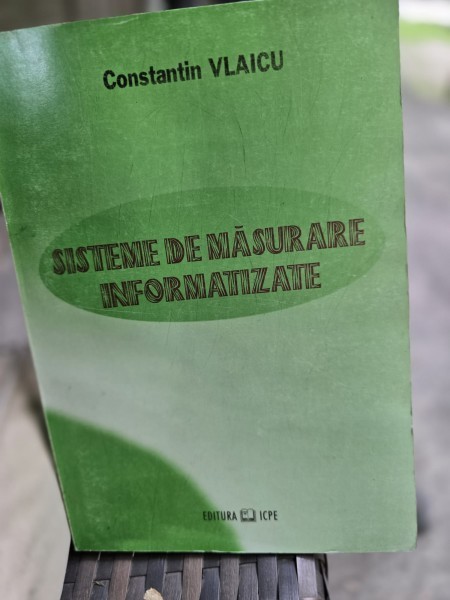 Constantin VLAICU
SISTEME DE MĂSURARE
INFORMATIZATE
EDITURA ICPE